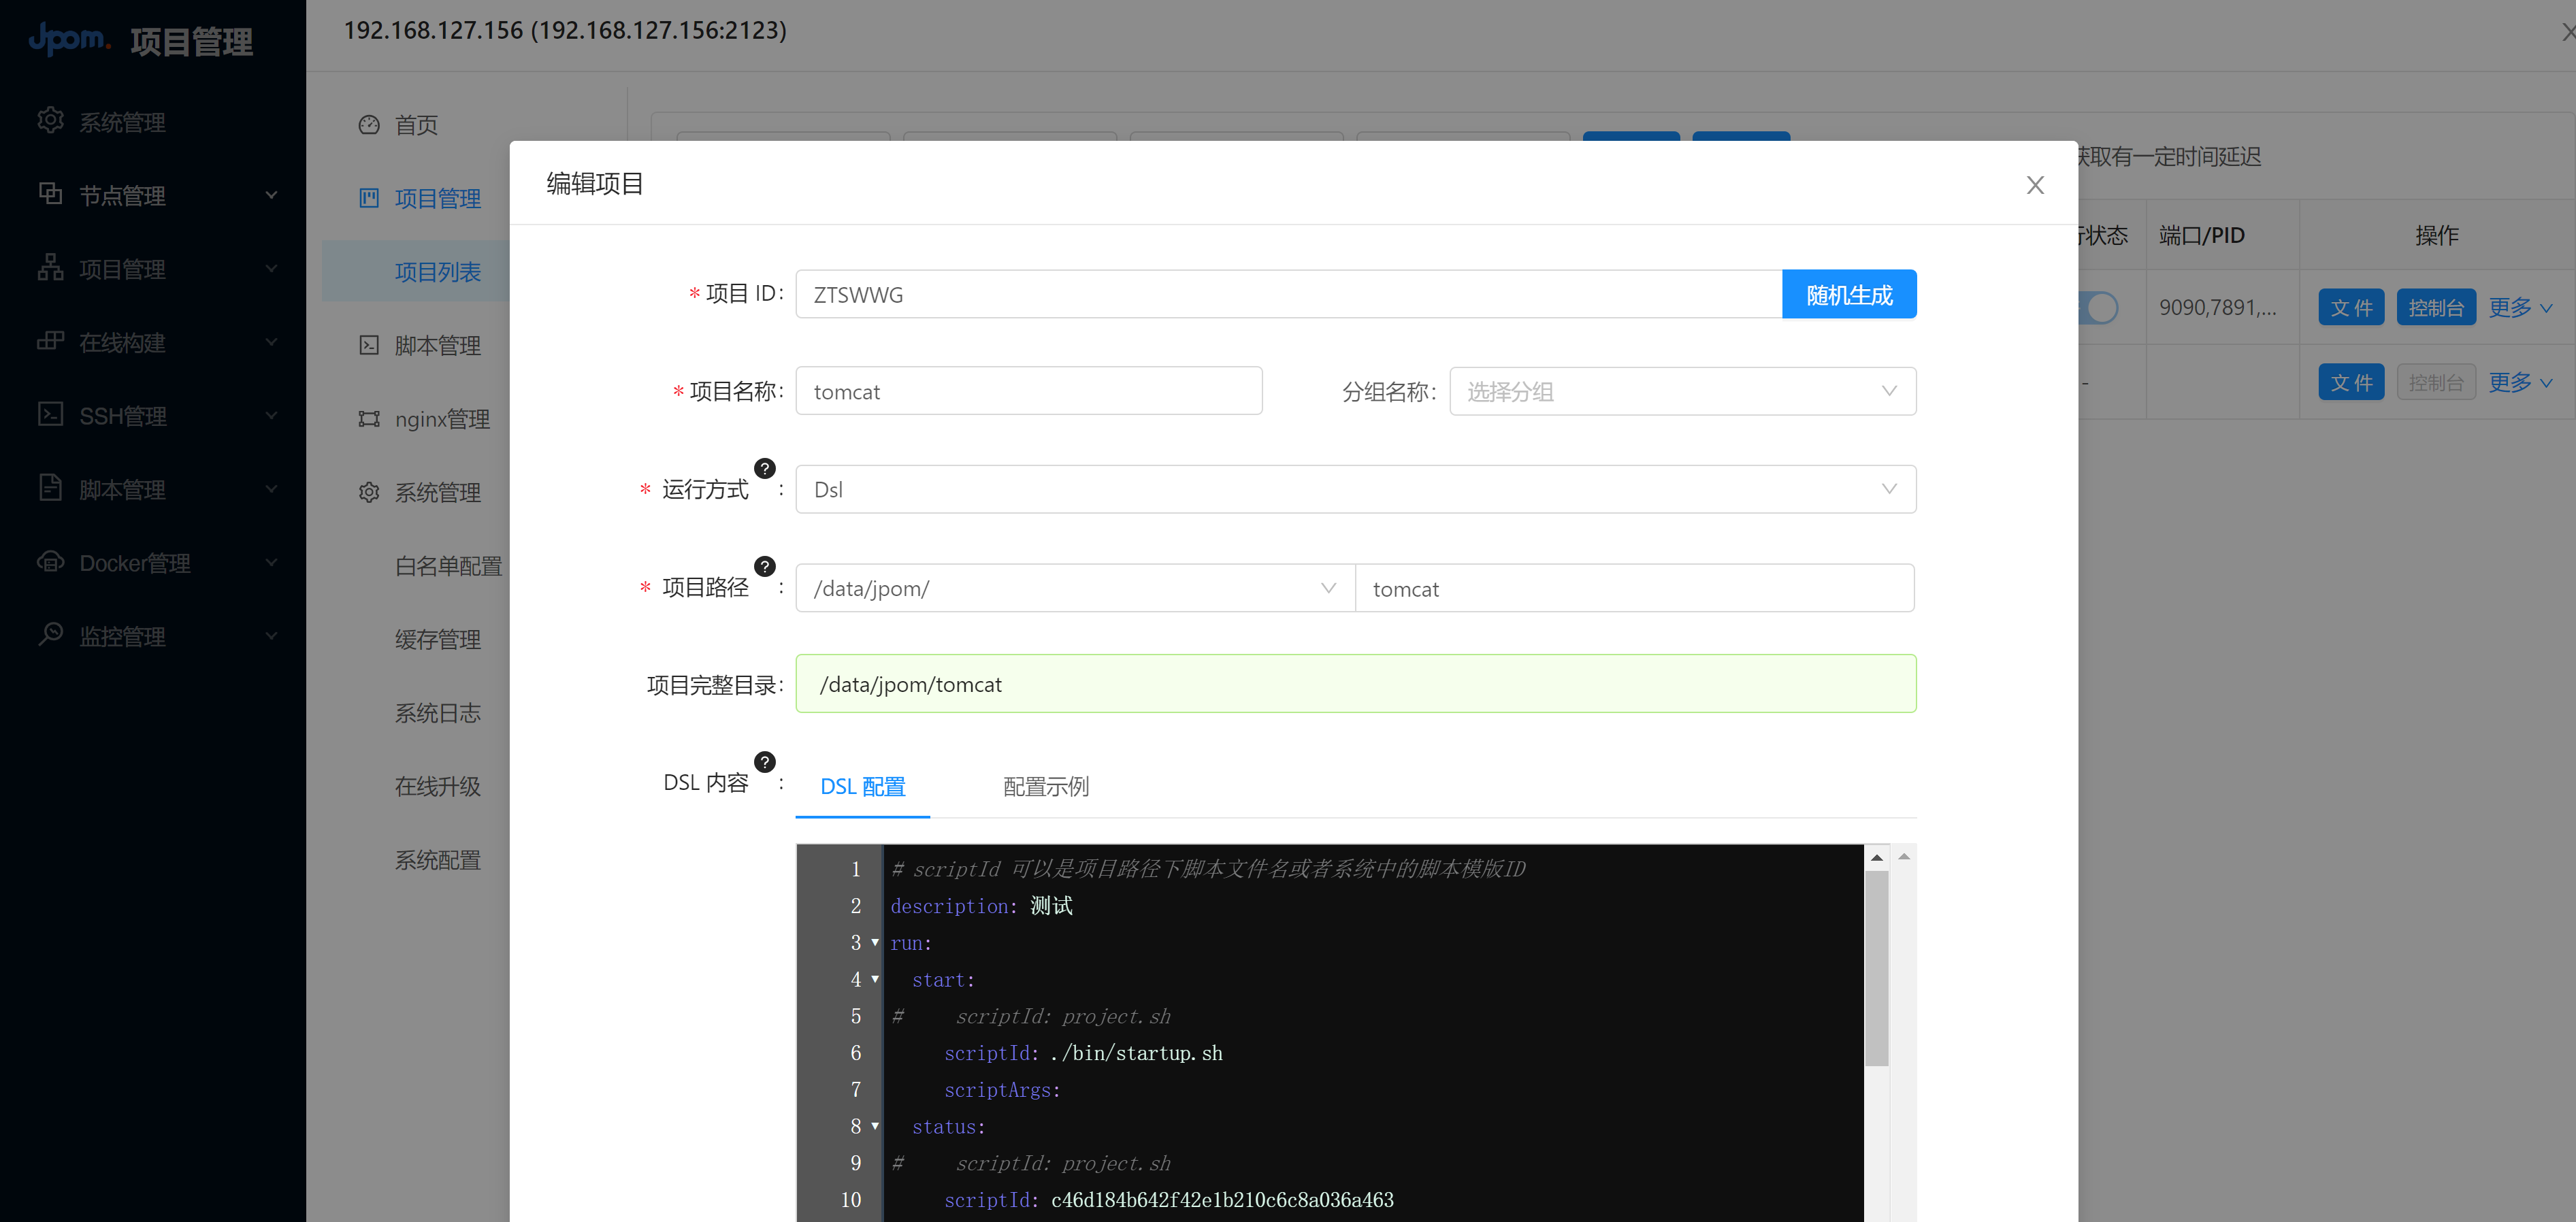 Jpom. 项目管理
系统管理
节点管理
项目管理
在线构建
SSH管理
脚本管理
Docker管理
监控管理
192.168.127.156 (192.168.127.156:2123)
首页
项目管理
项目列表
脚本管理
nginx管理
系统管理
白名单配置
缓存管理
系统日志
在线升级
系统配置
获取有一定时间延迟
行状态 端口/PID 操作
9090,7891,... 文件 控制台 更多
- 文件 控制台 更多
编辑项目
* 项目 ID: ZTSWWG 随机生成
* 项目名称: tomcat 分组名称: 选择分组
* 运行方式 ? : Dsl
* 项目路径 ? : /data/jpom/ tomcat
项目完整目录: /data/jpom/tomcat
DSL 内容 ? : DSL 配置 配置示例
1 # scriptId 可以是项目路径下脚本文件名或者系统中的脚本模版ID
2 description: 测试
3 run:
4 start:
5 # scriptId: project.sh
6 scriptId: ./bin/startup.sh
7 scriptArgs:
8 status:
9 # scriptId: project.sh
10 scriptId: c46d184b642f42e1b210c6c8a036a463